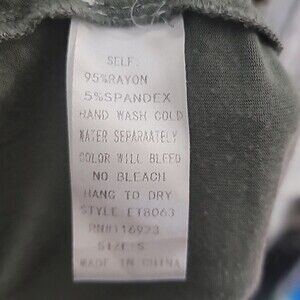 SELF:
95%RAYON
5%SPANDEX
HAND WASH COLD
WATER SEPARAATELY
COLOR WILL BLEED
NO BLEACH
HANG TO DRY
STYLE ET8063
RN#116923
SIZE:S
MADE IN CHINA